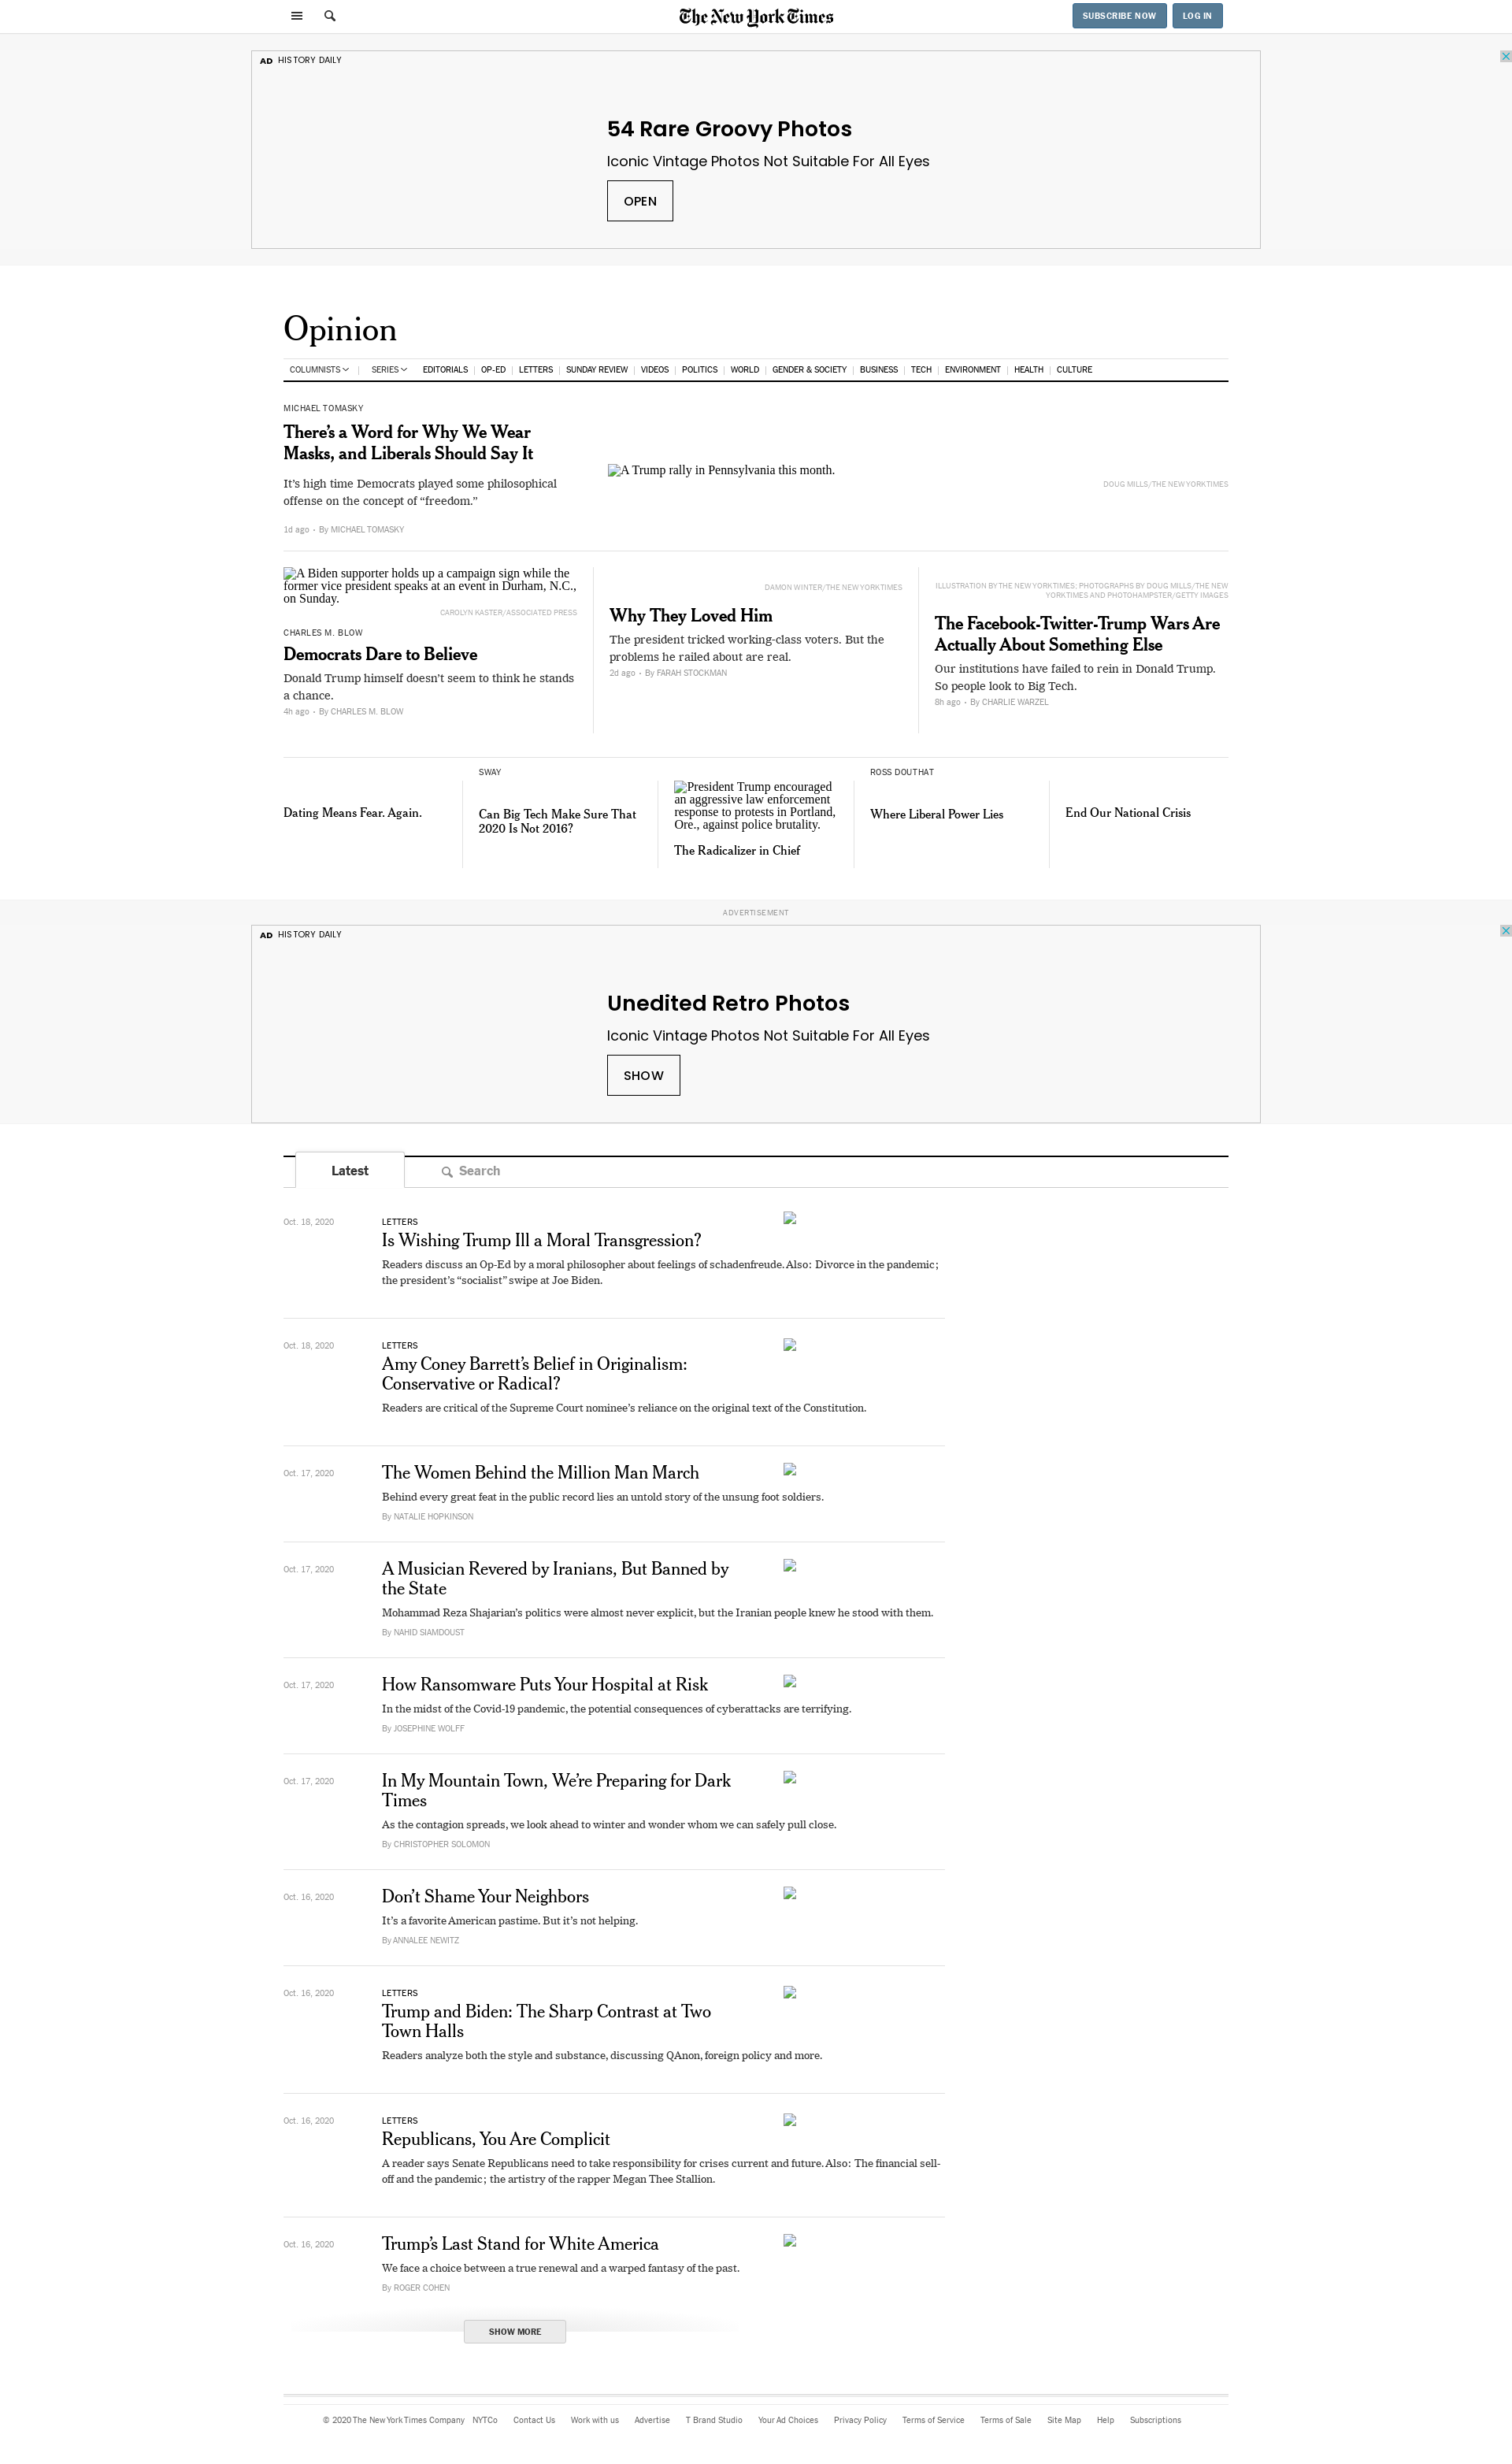 The New York Times
SUBSCRIBE NOW
LOG IN
AD HISTORY DAILY
54 Rare Groovy Photos
Iconic Vintage Photos Not Suitable For All Eyes
OPEN
Opinion
COLUMNISTS | SERIES EDITORIALS | OP-ED | LETTERS | SUNDAY REVIEW | VIDEOS | POLITICS | WORLD | GENDER & SOCIETY | BUSINESS | TECH | ENVIRONMENT | HEALTH | CULTURE
MICHAEL TOMASKY
There’s a Word for Why We Wear
Masks, and Liberals Should Say It
It’s high time Democrats played some philosophical
offense on the concept of “freedom.”
1d ago • By MICHAEL TOMASKY
A Trump rally in Pennsylvania this month.
DOUG MILLS/THE NEW YORK TIMES
A Biden supporter holds up a campaign sign while the
former vice president speaks at an event in Durham, N.C.,
on Sunday.
CAROLYN KASTER/ASSOCIATED PRESS
CHARLES M. BLOW
Democrats Dare to Believe
Donald Trump himself doesn’t seem to think he stands
a chance.
4h ago • By CHARLES M. BLOW
DAMON WINTER/THE NEW YORK TIMES
Why They Loved Him
The president tricked working-class voters. But the
problems he railed about are real.
2d ago • By FARAH STOCKMAN
ILLUSTRATION BY THE NEW YORK TIMES; PHOTOGRAPHS BY DOUG MILLS/THE NEW
YORK TIMES AND PHOTOHAMPSTER/GETTY IMAGES
The Facebook-Twitter-Trump Wars Are
Actually About Something Else
Our institutions have failed to rein in Donald Trump.
So people look to Big Tech.
8h ago • By CHARLIE WARZEL
Dating Means Fear. Again.
SWAY
Can Big Tech Make Sure That
2020 Is Not 2016?
President Trump encouraged
an aggressive law enforcement
response to protests in Portland,
Ore., against police brutality.
The Radicalizer in Chief
ROSS DOUTHAT
Where Liberal Power Lies
End Our National Crisis
ADVERTISEMENT
AD HISTORY DAILY
Unedited Retro Photos
Iconic Vintage Photos Not Suitable For All Eyes
SHOW
Latest
Search
Oct. 18, 2020
LETTERS
Is Wishing Trump Ill a Moral Transgression?
Readers discuss an Op-Ed by a moral philosopher about feelings of schadenfreude. Also: Divorce in the pandemic;
the president’s “socialist” swipe at Joe Biden.
Oct. 18, 2020
LETTERS
Amy Coney Barrett’s Belief in Originalism:
Conservative or Radical?
Readers are critical of the Supreme Court nominee’s reliance on the original text of the Constitution.
Oct. 17, 2020
The Women Behind the Million Man March
Behind every great feat in the public record lies an untold story of the unsung foot soldiers.
By NATALIE HOPKINSON
Oct. 17, 2020
A Musician Revered by Iranians, But Banned by
the State
Mohammad Reza Shajarian’s politics were almost never explicit, but the Iranian people knew he stood with them.
By NAHID SIAMDOUST
Oct. 17, 2020
How Ransomware Puts Your Hospital at Risk
In the midst of the Covid-19 pandemic, the potential consequences of cyberattacks are terrifying.
By JOSEPHINE WOLFF
Oct. 17, 2020
In My Mountain Town, We’re Preparing for Dark
Times
As the contagion spreads, we look ahead to winter and wonder whom we can safely pull close.
By CHRISTOPHER SOLOMON
Oct. 16, 2020
Don’t Shame Your Neighbors
It’s a favorite American pastime. But it’s not helping.
By ANNALEE NEWITZ
Oct. 16, 2020
LETTERS
Trump and Biden: The Sharp Contrast at Two
Town Halls
Readers analyze both the style and substance, discussing QAnon, foreign policy and more.
Oct. 16, 2020
LETTERS
Republicans, You Are Complicit
A reader says Senate Republicans need to take responsibility for crises current and future. Also: The financial sell-
off and the pandemic; the artistry of the rapper Megan Thee Stallion.
Oct. 16, 2020
Trump’s Last Stand for White America
We face a choice between a true renewal and a warped fantasy of the past.
By ROGER COHEN
SHOW MORE
© 2020 The New York Times Company NYTCo Contact Us Work with us Advertise T Brand Studio Your Ad Choices Privacy Policy Terms of Service Terms of Sale Site Map Help Subscriptions